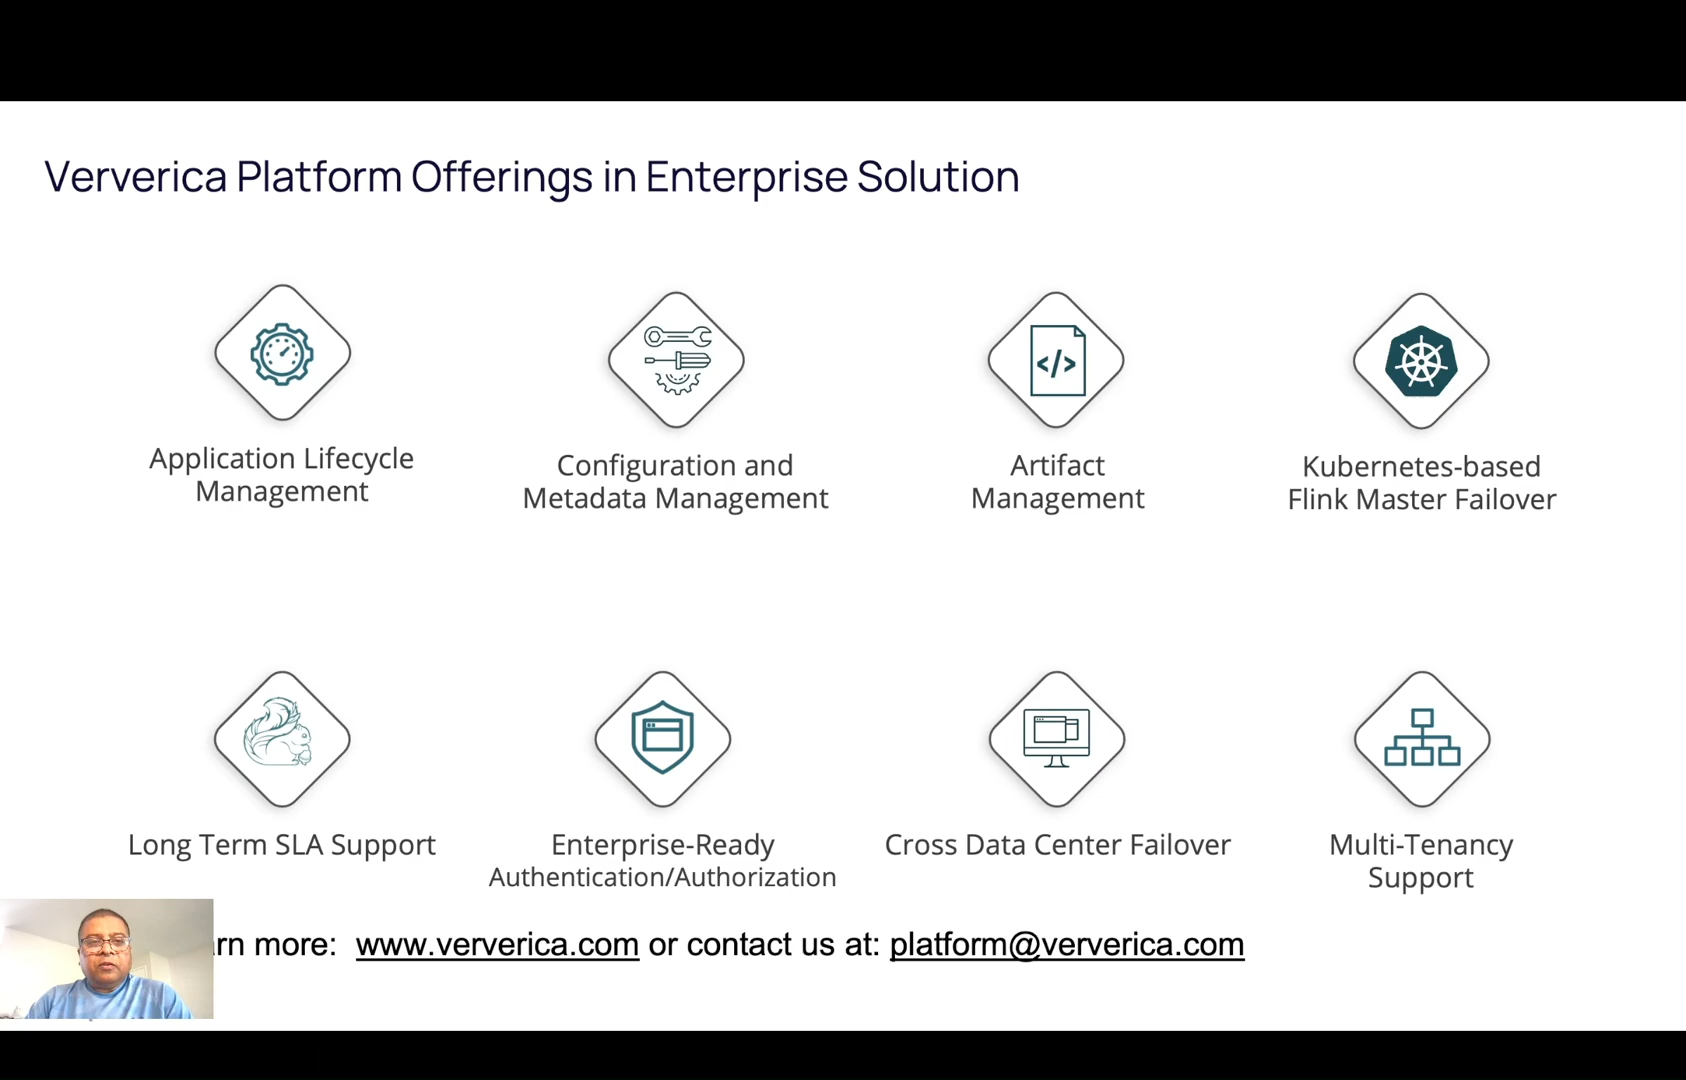 Ververica Platform Offerings in Enterprise Solution
</>
Application Lifecycle
Management
Configuration and
Metadata Management
Artifact
Management
Kubernetes-based
Flink Master Failover
Long Term SLA Support
Enterprise-Ready
Authentication/Authorization
Cross Data Center Failover
Multi-Tenancy
Support
more: www.ververica.com or contact us at: platform@ververica.com